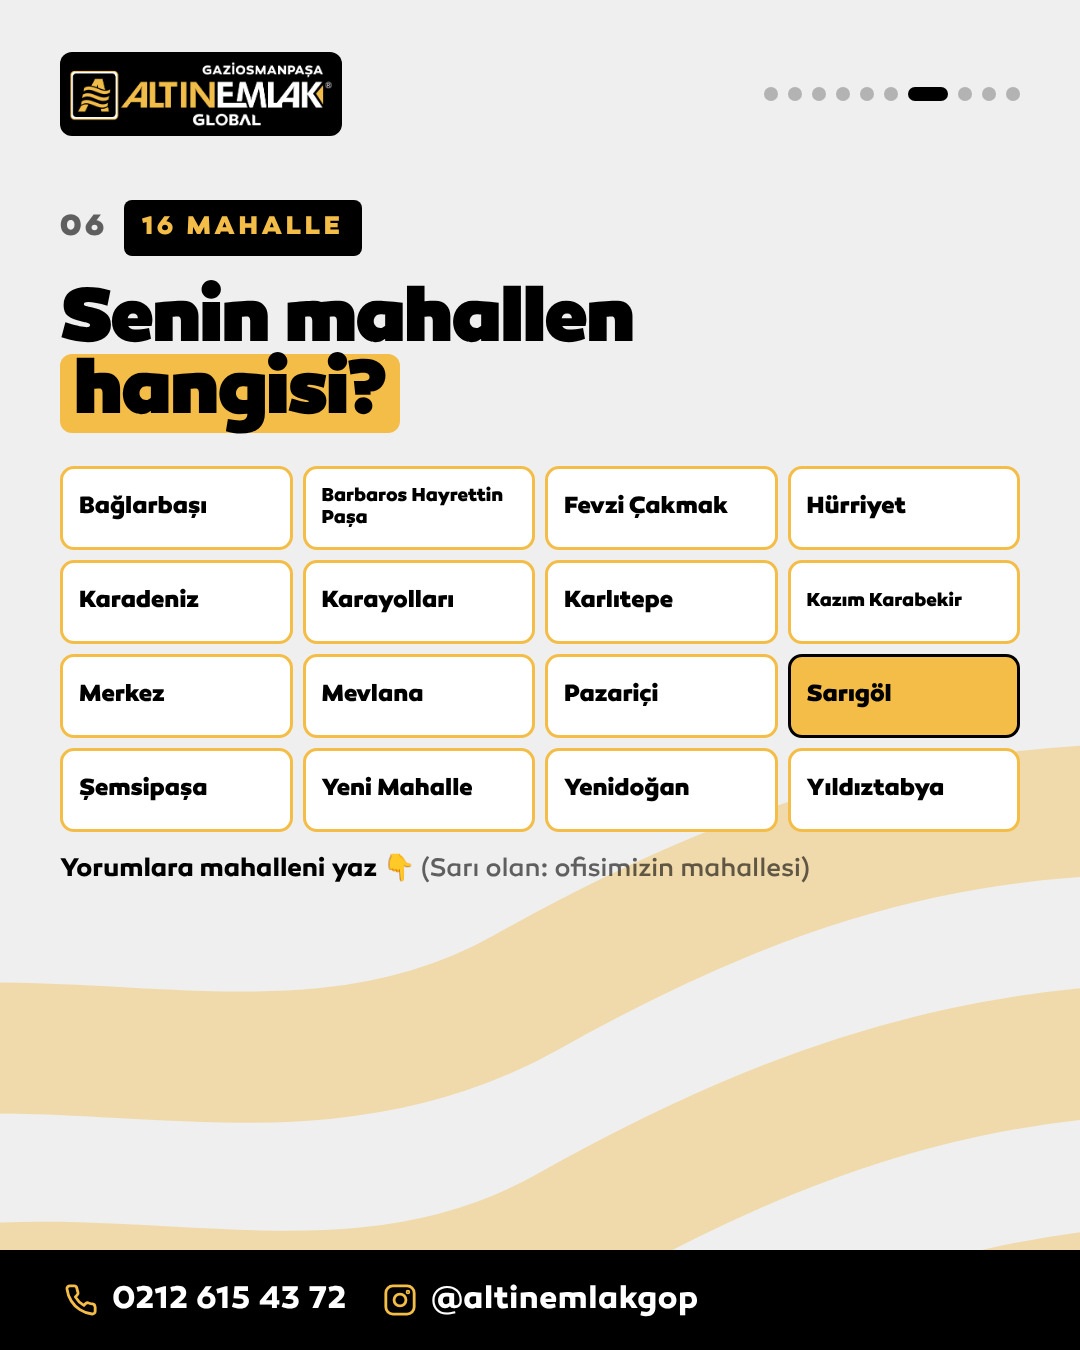 GAZİOSMANPAŞA
ALTINEMLAK®
GLOBAL
06 16 MAHALLE
Senin mahallen
hangisi?
Bağlarbaşı
Barbaros Hayrettin
Paşa
Fevzi Çakmak
Hürriyet
Karadeniz
Karayolları
Karlıtepe
Kazım Karabekir
Merkez
Mevlana
Pazariçi
Sarıgöl
Şemsipaşa
Yeni Mahalle
Yenidoğan
Yıldıztabya
Yorumlara mahalleni yaz 👇 (Sarı olan: ofisimizin mahallesi)
0212 615 43 72 @altinemlakgop